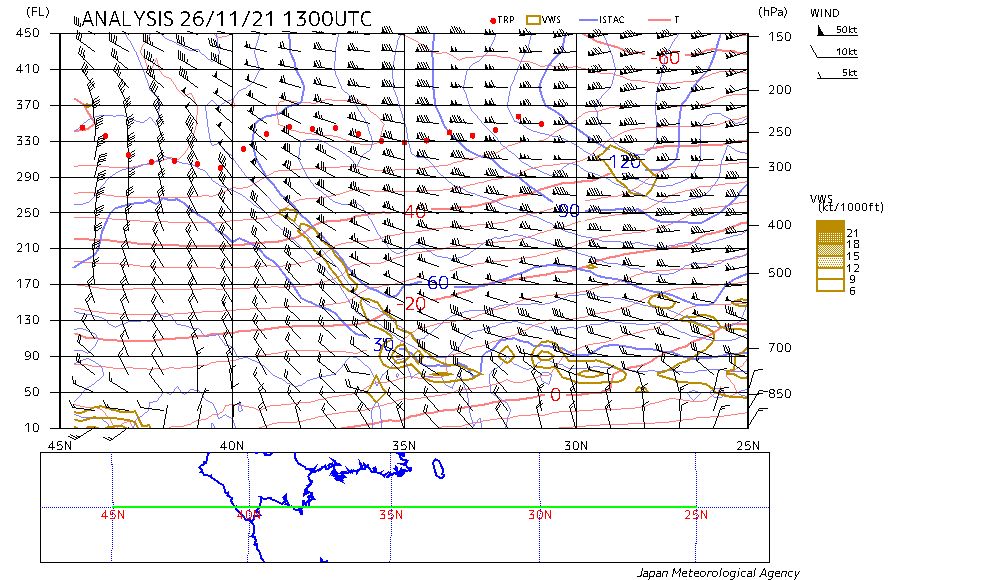 (FL) ANALYSIS 26/11/21 1300UTC TRP VWS ISTAC T (hPa) WIND
450 150 50kt
410 -60 10kt
370 200 5kt
330 250
290 120 300
250 40 90 400 VWS
(kt/1000ft)
210 21
170 60 500 18
130 20 15
90 30 700 12
50 0 850 9
10 6
45N 40N 35N 30N 25N
45N 40N 35N 30N 25N
Japan Meteorological Agency